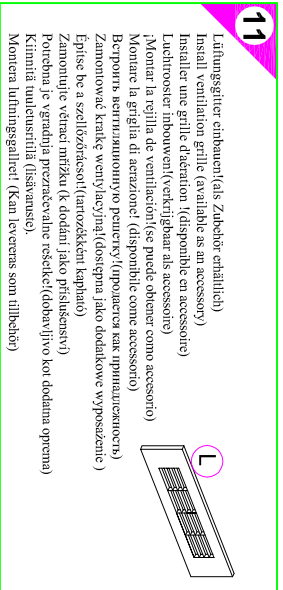 11
Lüftungsgitter einbauen!(als Zubehör erhältlich)
Install ventilation grille (available as an accessory)
Installer une grille d'aération !(disponible en accessoire)
Luchtrooster inbouwen!(verkrijgbaar als accessoire)
¡Montar la rejilla de ventilación!(se puede obtener como accesorio)
Montare la griglia di aerazione! (disponibile come accessorio)
Встроить вентиляционную решетку!(продается как принадлежность)
Zamontować kratkę wentylacyjną!(dostępna jako dodatkowe wyposażenie )
Építse be a szellőzőrácsot!(tartozékként kapható)
Zamontuje větrací mřížku (k dodání jako příslušenství)
Potrebna je vgradnja prezračevalne rešetke!(dobavljivo kot dodatna oprema)
Kiinnitä tuuletusritilä (lisävaruste).
Montera luftningsgallret! (Kan levereras som tillbehör)
L